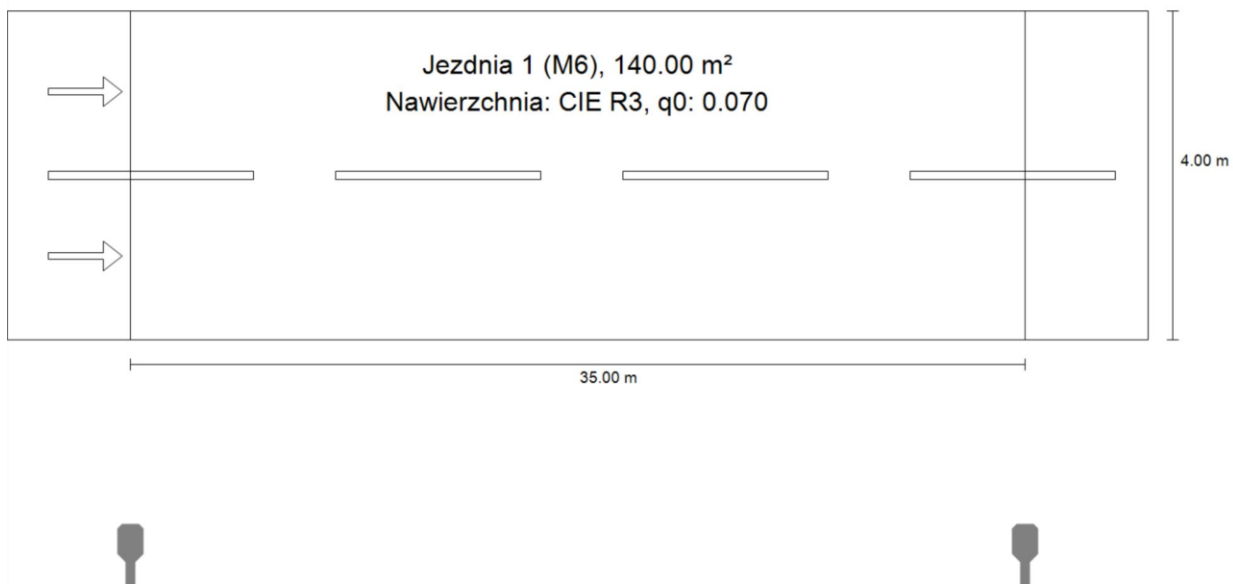 Jezdnia 1 (M6), 140.00 m²
Nawierzchnia: CIE R3, q0: 0.070
4.00 m
35.00 m